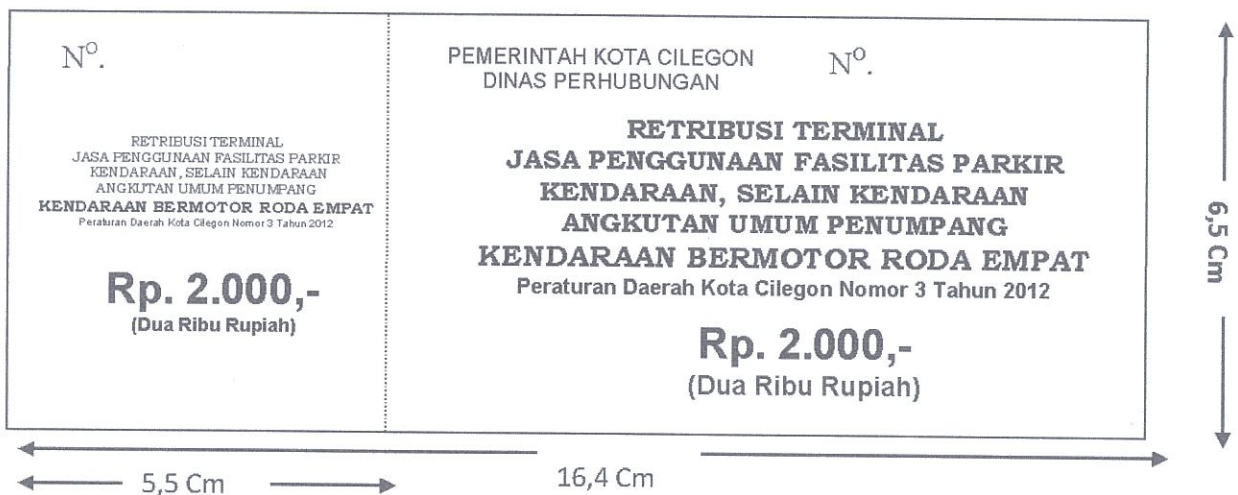 Nº.
RETRIBUSI TERMINAL
JASA PENGGUNAAN FASILITAS PARKIR
KENDARAAN, SELAIN KENDARAAN
ANGKUTAN UMUM PENUMPANG
KENDARAAN BERMOTOR RODA EMPAT
Peraturan Daerah Kota Cilegon Nomor 3 Tahun 2012
Rp. 2.000,-
(Dua Ribu Rupiah)
PEMERINTAH KOTA CILEGON
DINAS PERHUBUNGAN
Nº.
RETRIBUSI TERMINAL
JASA PENGGUNAAN FASILITAS PARKIR
KENDARAAN, SELAIN KENDARAAN
ANGKUTAN UMUM PENUMPANG
KENDARAAN BERMOTOR RODA EMPAT
Peraturan Daerah Kota Cilegon Nomor 3 Tahun 2012
Rp. 2.000,-
(Dua Ribu Rupiah)
6,5 Cm
16,4 Cm
5,5 Cm